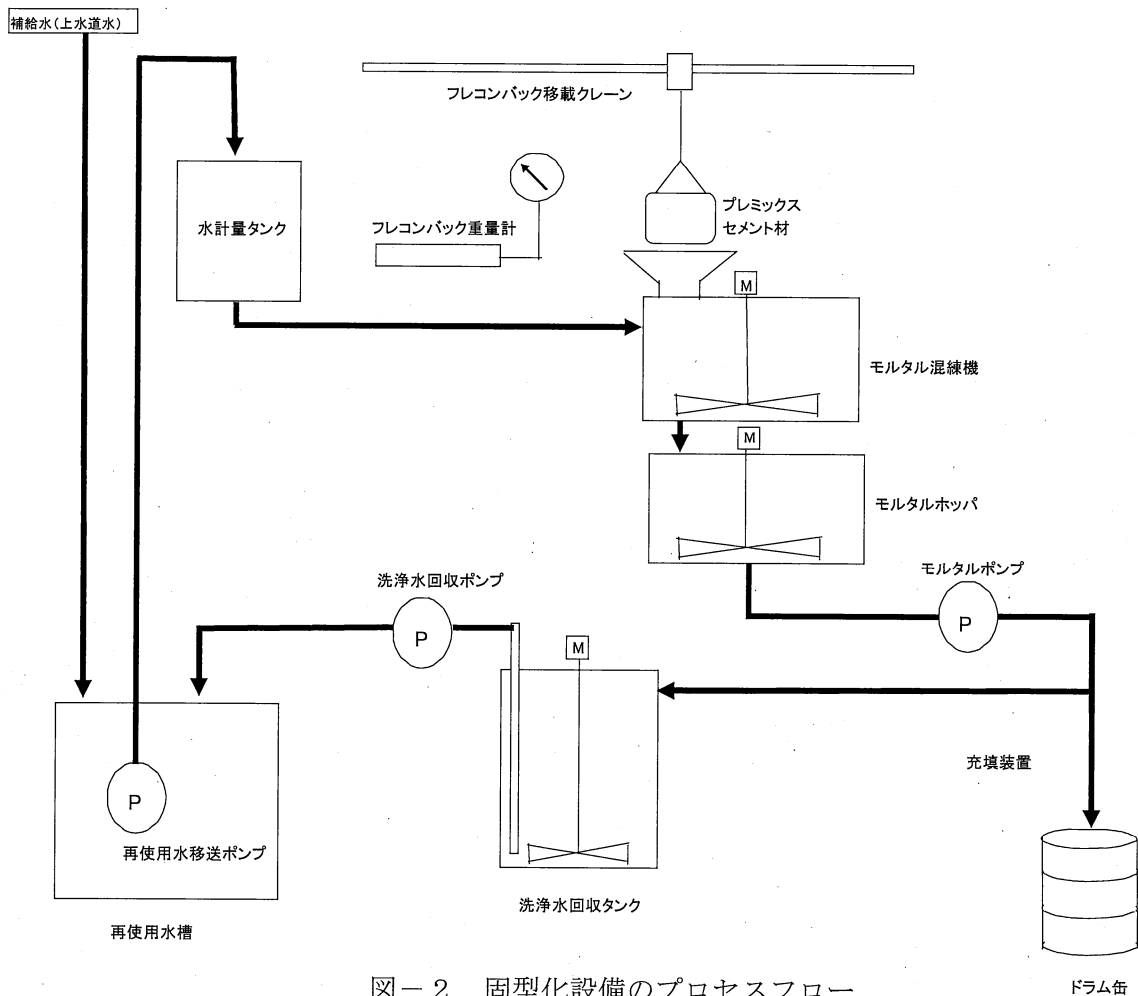 補給水(上水道水)
フレコンバック移載クレーン
水計量タンク
フレコンバック重量計
プレミックス
セメント材
M
モルタル混練機
M
モルタルホッパ
洗浄水回収ポンプ
P
モルタルポンプ
P
M
充填装置
P
再使用水移送ポンプ
洗浄水回収タンク
再使用水槽
ドラム缶
図-2 固型化設備のプロセスフロー